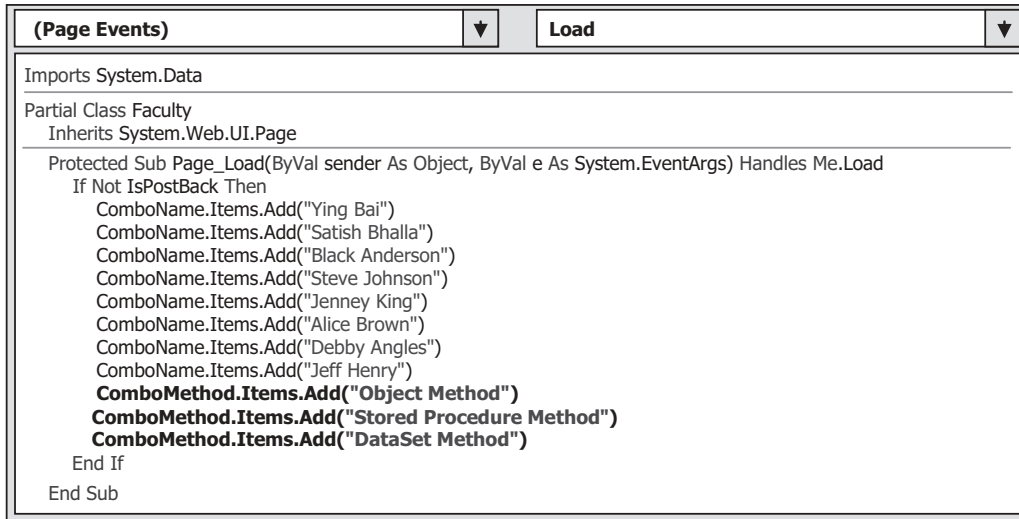 (Page Events)
Load
Imports System.Data
Partial Class Faculty
Inherits System.Web.UI.Page
Protected Sub Page_Load(ByVal sender As Object, ByVal e As System.EventArgs) Handles Me.Load
If Not IsPostBack Then
ComboName.Items.Add("Ying Bai")
ComboName.Items.Add("Satish Bhalla")
ComboName.Items.Add("Black Anderson")
ComboName.Items.Add("Steve Johnson")
ComboName.Items.Add("Jenney King")
ComboName.Items.Add("Alice Brown")
ComboName.Items.Add("Debby Angles")
ComboName.Items.Add("Jeff Henry")
ComboMethod.Items.Add("Object Method")
ComboMethod.Items.Add("Stored Procedure Method")
ComboMethod.Items.Add("DataSet Method")
End If
End Sub